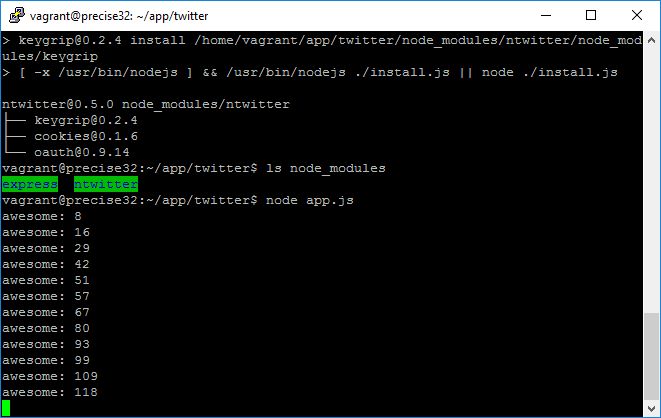 vagrant@precise32: ~/app/twitter
> keygrip@0.2.4 install /home/vagrant/app/twitter/node_modules/ntwitter/node_mod
ules/keygrip
> [ -x /usr/bin/nodejs ] && /usr/bin/nodejs ./install.js || node ./install.js
ntwitter@0.5.0 node_modules/ntwitter
├── keygrip@0.2.4
├── cookies@0.1.6
└── oauth@0.9.14
vagrant@precise32:~/app/twitter$ ls node_modules
express  ntwitter
vagrant@precise32:~/app/twitter$ node app.js
awesome: 8
awesome: 16
awesome: 29
awesome: 42
awesome: 51
awesome: 57
awesome: 67
awesome: 80
awesome: 93
awesome: 99
awesome: 109
awesome: 118